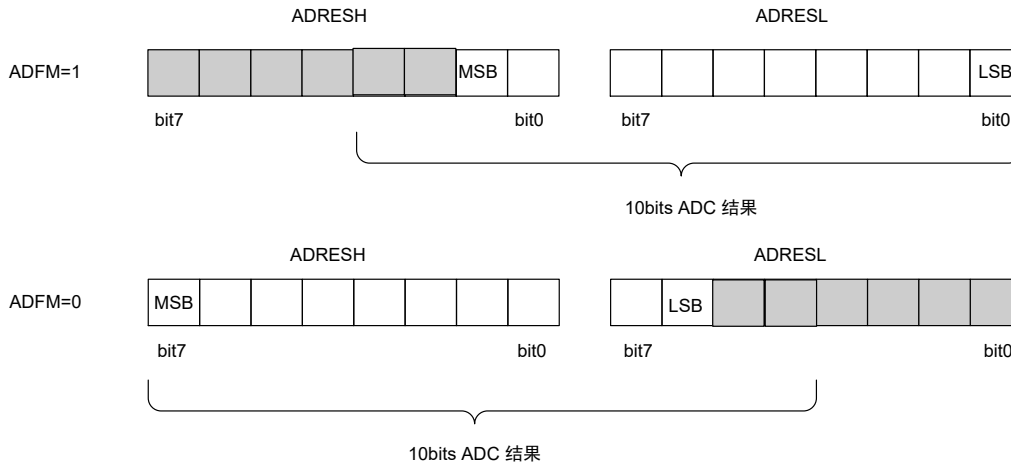 ADRESH ADRESL
ADFM=1 MSB LSB
bit7 bit0 bit7 bit0
10bits ADC 结果
ADRESH ADRESL
ADFM=0 MSB LSB
bit7 bit0 bit7 bit0
10bits ADC 结果